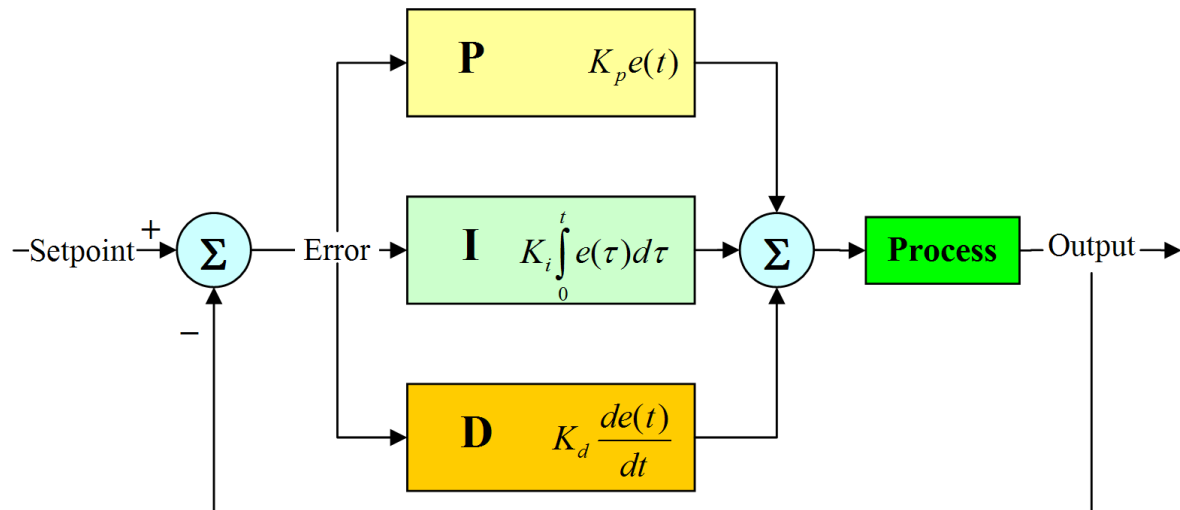 P K_p e(t)
+
Setpoint Σ Error I K_i ∫_0^t e(τ)dτ Σ Process Output
−
D K_d de(t)/dt